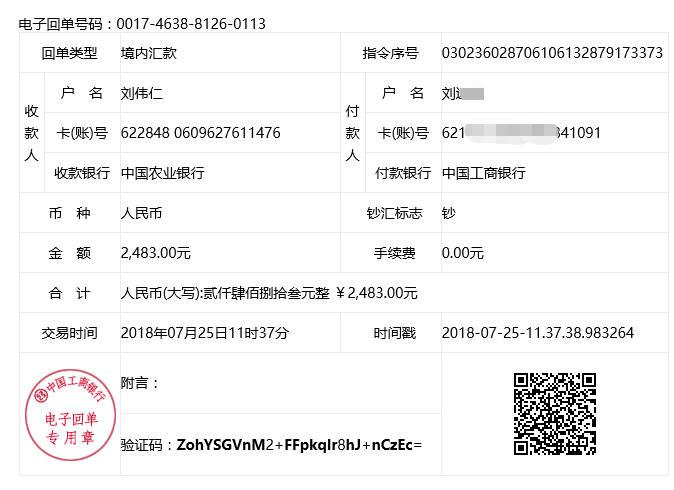 电子回单号码：0017-4638-8126-0113
回单类型 境内汇款 指令序号 030236028706106132879173373
收款人 户 名 刘伟仁 付款人 户 名 刘
卡(账)号 622848 0609627611476 卡(账)号 621 341091
收款银行 中国农业银行 付款银行 中国工商银行
币 种 人民币 钞汇标志 钞
金 额 2,483.00元 手续费 0.00元
合 计 人民币(大写):贰仟肆佰捌拾叁元整 ￥2,483.00元
交易时间 2018年07月25日11时37分 时间戳 2018-07-25-11.37.38.983264
中国工商银行
电子回单
专用章
附言：
验证码：ZohYSGVnM2+FFpkqIr8hJ+nCzEc=